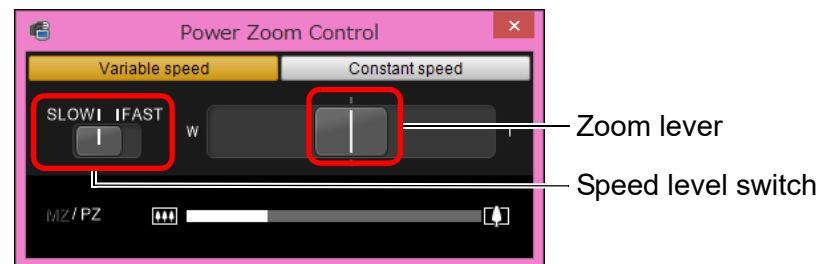 Power Zoom Control
Variable speed Constant speed
SLOW FAST
W T
Zoom lever
Speed level switch
MZ/PZ